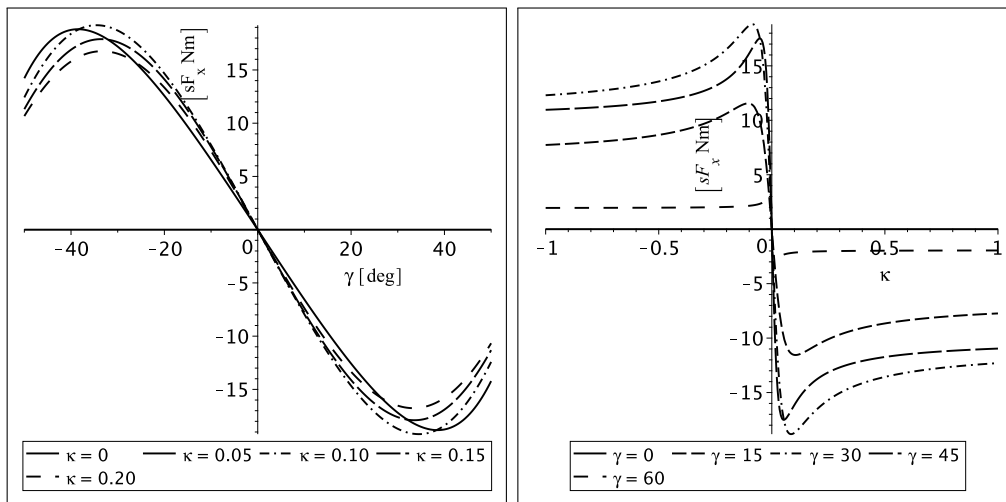 [sF_x Nm]
15
10
5
-40
-20
0
20
40
γ [deg]
-5
-10
-15
κ = 0
κ = 0.05
κ = 0.10
κ = 0.15
κ = 0.20
[sF_x Nm]
15
10
5
-1
-0.5
0
0.5
1
κ
-5
-10
-15
γ = 0
γ = 15
γ = 30
γ = 45
γ = 60